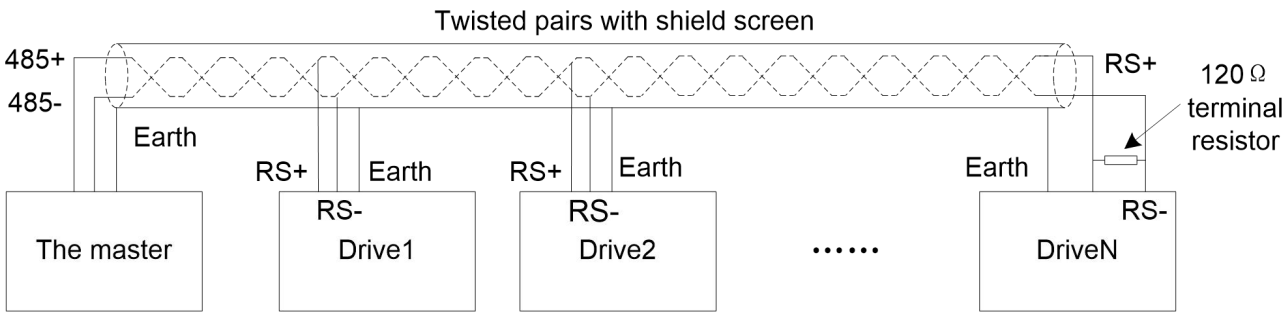 Twisted pairs with shield screen
485+
485-
RS+
120 Ω
terminal
resistor
Earth
RS+
Earth
RS+
Earth
Earth
RS-
RS-
RS-
The master
Drive1
Drive2
······
DriveN